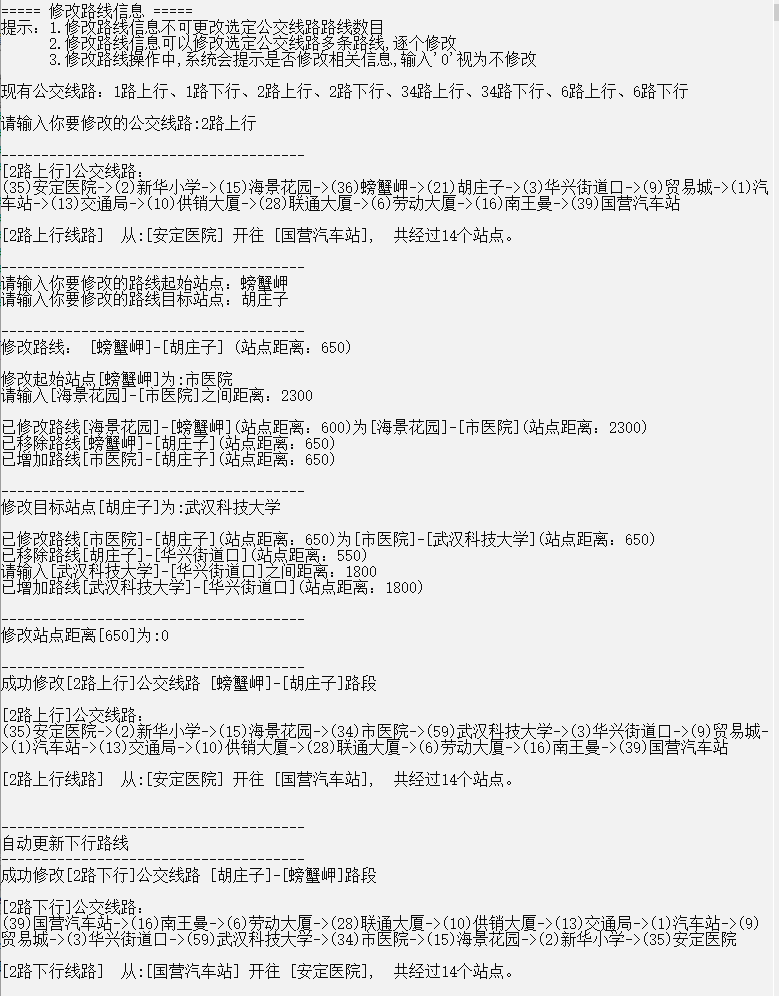 ===== 修改路线信息 =====
提示：1.修改路线信息不可更改选定公交线路路线数目
2.修改路线信息可以修改选定公交线路多条路线,逐个修改
3.修改路线操作中,系统会提示是否修改相关信息,输入'0'视为不修改
现有公交线路：1路上行、1路下行、2路上行、2路下行、34路上行、34路下行、6路上行、6路下行
请输入你要修改的公交线路:2路上行
--------------------------------------
[2路上行]公交线路：
(35)安定医院->(2)新华小学->(15)海景花园->(36)螃蟹岬->(21)胡庄子->(3)华兴街道口->(9)贸易城->(1)汽
车站->(13)交通局->(10)供销大厦->(28)联通大厦->(6)劳动大厦->(16)南王曼->(39)国营汽车站
[2路上行线路]  从:[安定医院] 开往 [国营汽车站]， 共经过14个站点。
--------------------------------------
请输入你要修改的路线起始站点：螃蟹岬
请输入你要修改的路线目标站点：胡庄子
--------------------------------------
修改路线： [螃蟹岬]-[胡庄子] (站点距离：650)
修改起始站点[螃蟹岬]为:市医院
请输入[海景花园]-[市医院]之间距离：2300
已修改路线[海景花园]-[螃蟹岬](站点距离：600)为[海景花园]-[市医院](站点距离：2300)
已移除路线[螃蟹岬]-[胡庄子](站点距离：650)
已增加路线[市医院]-[胡庄子](站点距离：650)
--------------------------------------
修改目标站点[胡庄子]为:武汉科技大学
已修改路线[市医院]-[胡庄子](站点距离：650)为[市医院]-[武汉科技大学](站点距离：650)
已移除路线[胡庄子]-[华兴街道口](站点距离：550)
请输入[武汉科技大学]-[华兴街道口]之间距离：1800
已增加路线[武汉科技大学]-[华兴街道口](站点距离：1800)
--------------------------------------
修改站点距离[650]为:0
--------------------------------------
成功修改[2路上行]公交线路 [螃蟹岬]-[胡庄子]路段
[2路上行]公交线路：
(35)安定医院->(2)新华小学->(15)海景花园->(34)市医院->(59)武汉科技大学->(3)华兴街道口->(9)贸易城-
>(1)汽车站->(13)交通局->(10)供销大厦->(28)联通大厦->(6)劳动大厦->(16)南王曼->(39)国营汽车站
[2路上行线路]  从:[安定医院] 开往 [国营汽车站]， 共经过14个站点。
--------------------------------------
自动更新下行路线
--------------------------------------
成功修改[2路下行]公交线路 [胡庄子]-[螃蟹岬]路段
[2路下行]公交线路：
(39)国营汽车站->(16)南王曼->(6)劳动大厦->(28)联通大厦->(10)供销大厦->(13)交通局->(1)汽车站->(9)
贸易城->(3)华兴街道口->(59)武汉科技大学->(34)市医院->(15)海景花园->(2)新华小学->(35)安定医院
[2路下行线路]  从:[国营汽车站] 开往 [安定医院]， 共经过14个站点。